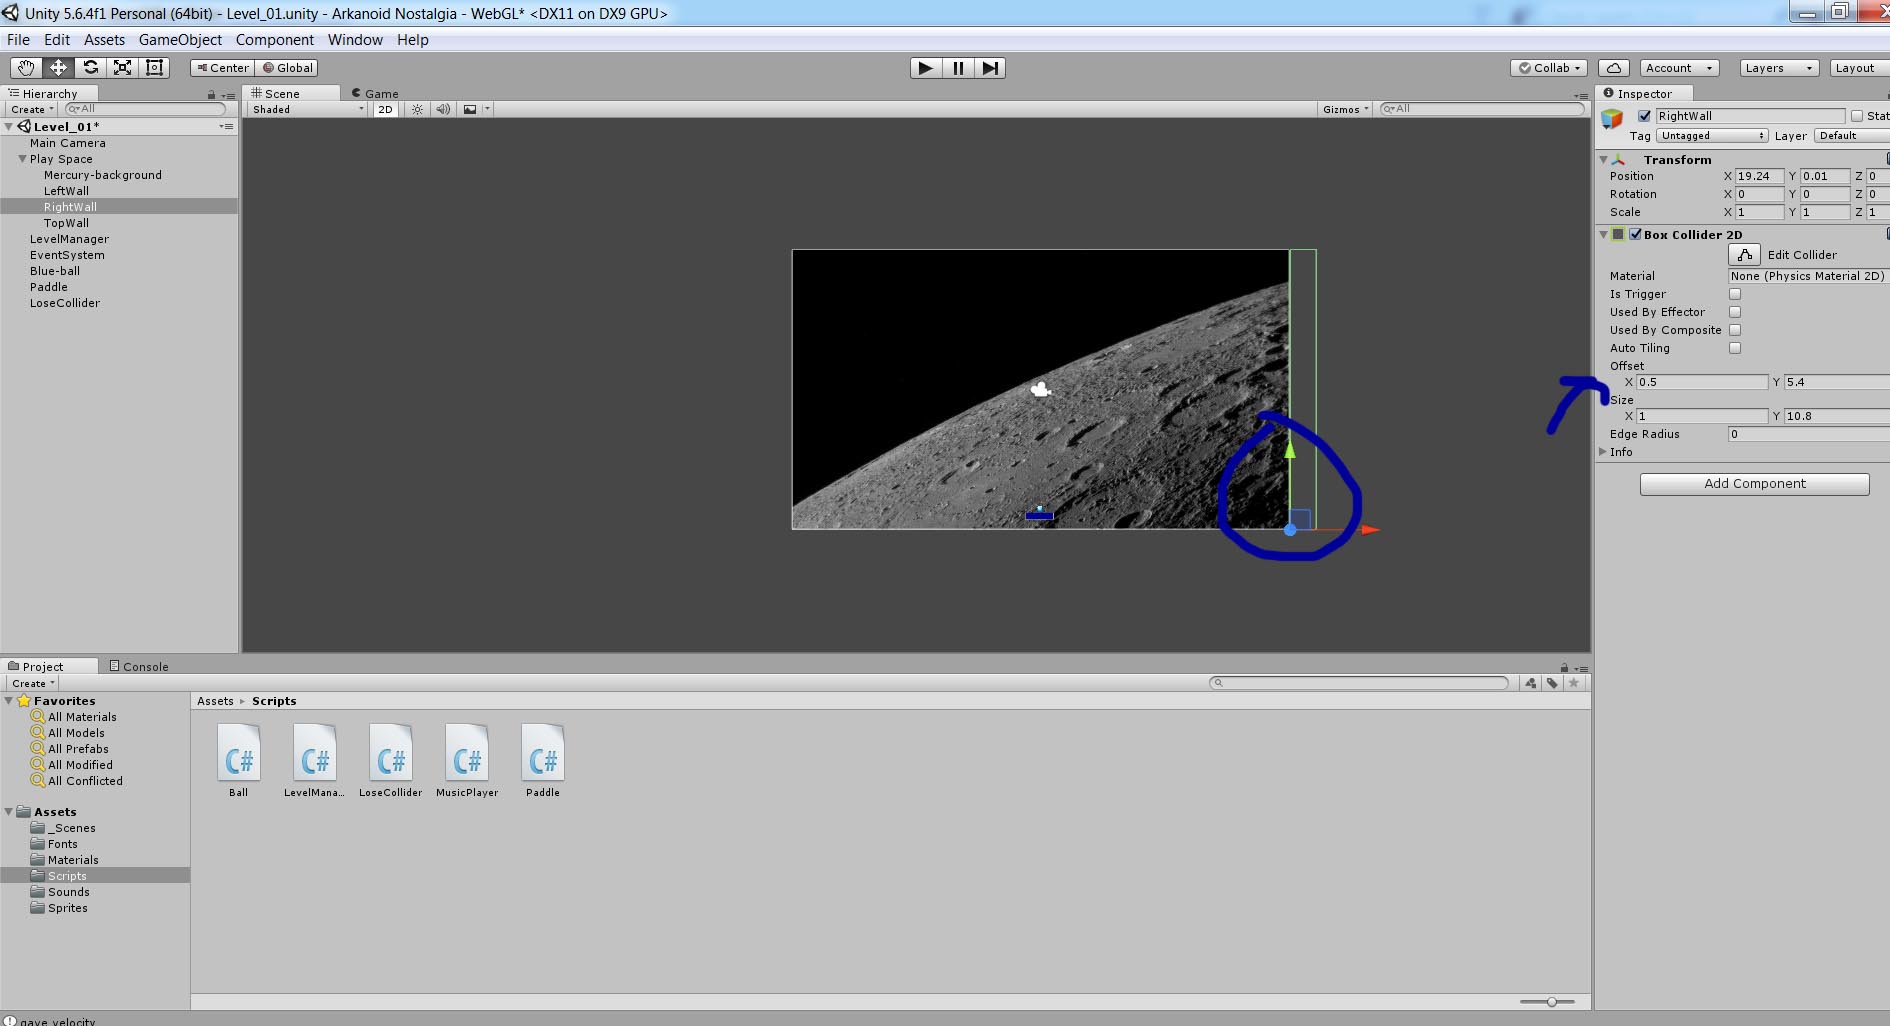 Unity 5.6.4f1 Personal (64bit) - Level_01.unity - Arkanoid Nostalgia - WebGL* <DX11 on DX9 GPU>
File Edit Assets GameObject Component Window Help
Center Global Collab Account Layers Layout
Hierarchy
Create All
Level_01*
Main Camera
Play Space
Mercury-background
LeftWall
RightWall
TopWall
LevelManager
EventSystem
Blue-ball
Paddle
LoseCollider
Scene Game
Shaded 2D Gizmos All
Inspector
RightWall Stat
Tag Untagged Layer Default
Transform
Position X 19.24 Y 0.01 Z 0
Rotation X 0 Y 0 Z 0
Scale X 1 Y 1 Z 1
Box Collider 2D
Edit Collider
Material None (Physics Material 2D)
Is Trigger
Used By Effector
Used By Composite
Auto Tiling
Offset
X 0.5 Y 5.4
Size
X 1 Y 10.8
Edge Radius 0
Info
Add Component
Project Console
Create
Favorites
All Materials
All Models
All Prefabs
All Modified
All Conflicted
Assets
_Scenes
Fonts
Materials
Scripts
Sounds
Sprites
Assets Scripts
C# C# C# C# C#
Ball LevelMana... LoseCollider MusicPlayer Paddle
gave velocity